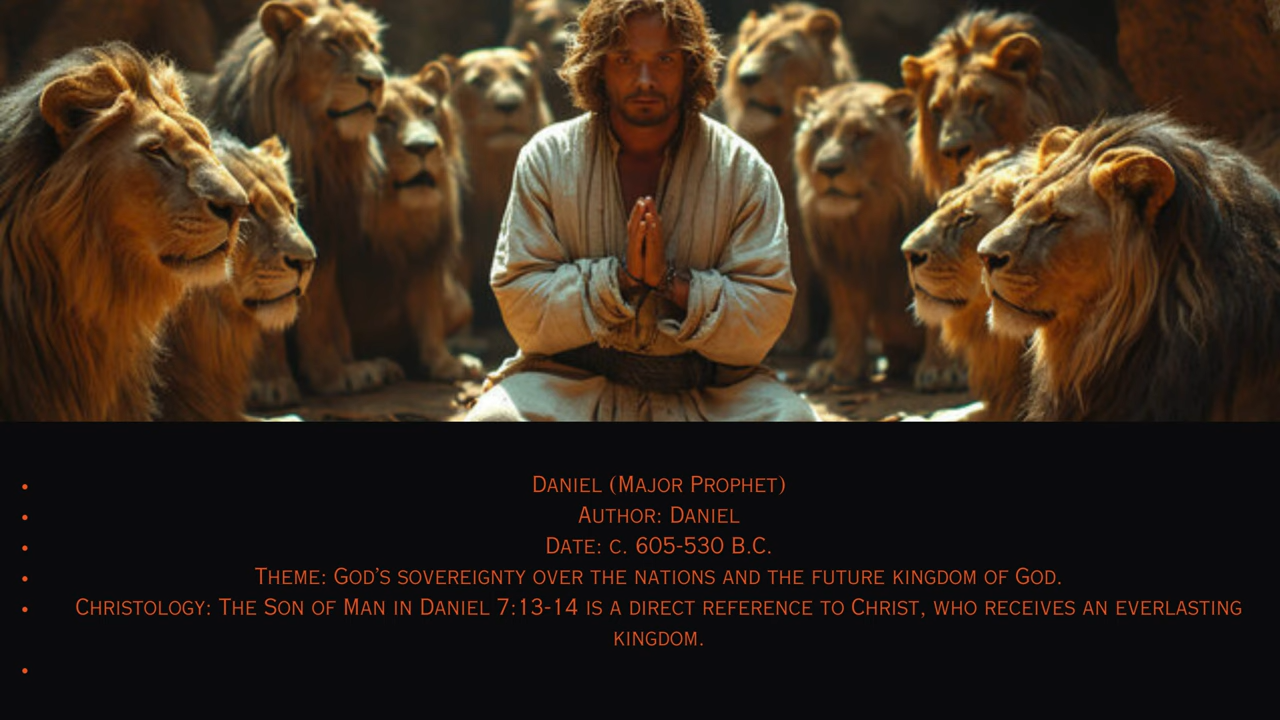 • Daniel (Major Prophet)
• Author: Daniel
• Date: c. 605-530 B.C.
• Theme: God’s sovereignty over the nations and the future kingdom of God.
• Christology: The Son of Man in Daniel 7:13-14 is a direct reference to Christ, who receives an everlasting
kingdom.
•